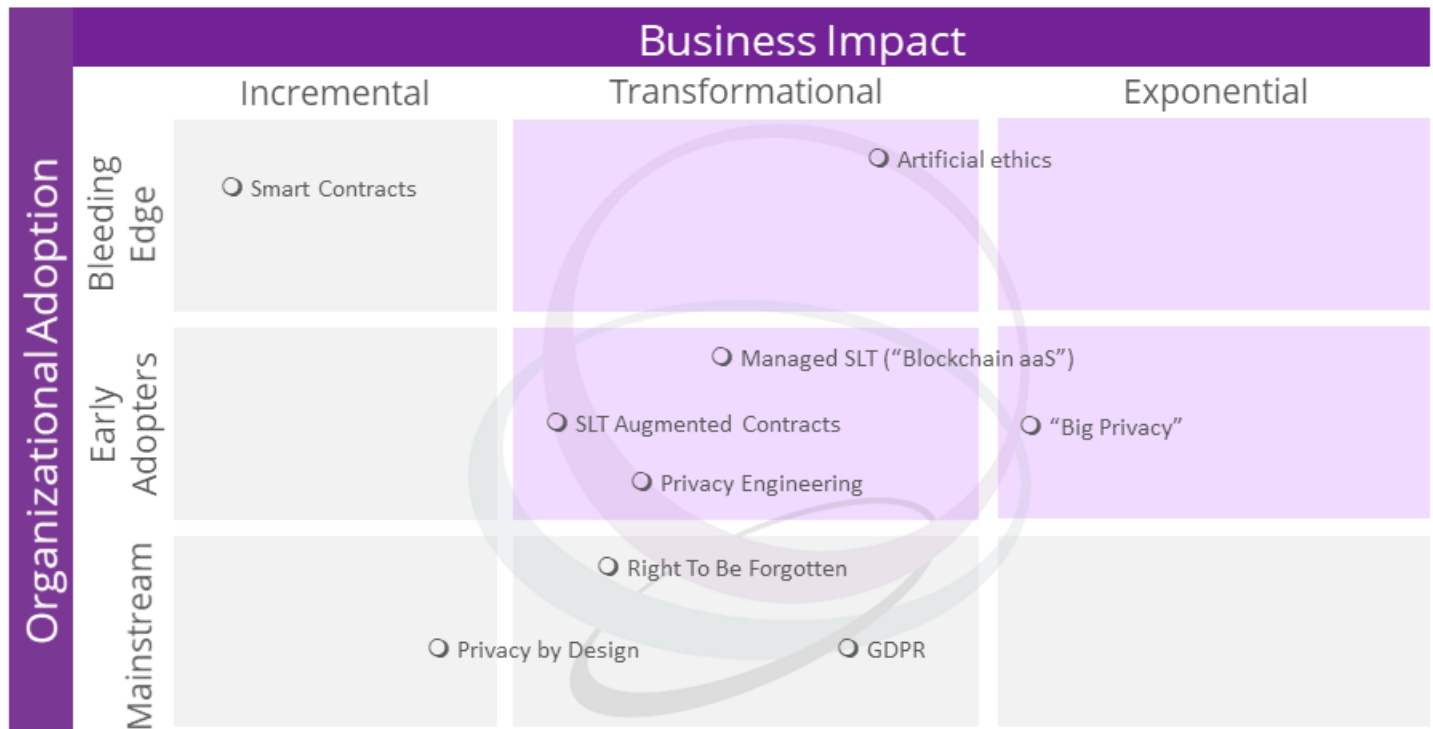 Business Impact
Incremental
Transformational
Exponential
Organizational Adoption
Bleeding
Edge
Artificial ethics
Smart Contracts
Early
Adopters
Managed SLT (“Blockchain aaS”)
SLT Augmented Contracts
“Big Privacy”
Privacy Engineering
Mainstream
Right To Be Forgotten
Privacy by Design
GDPR